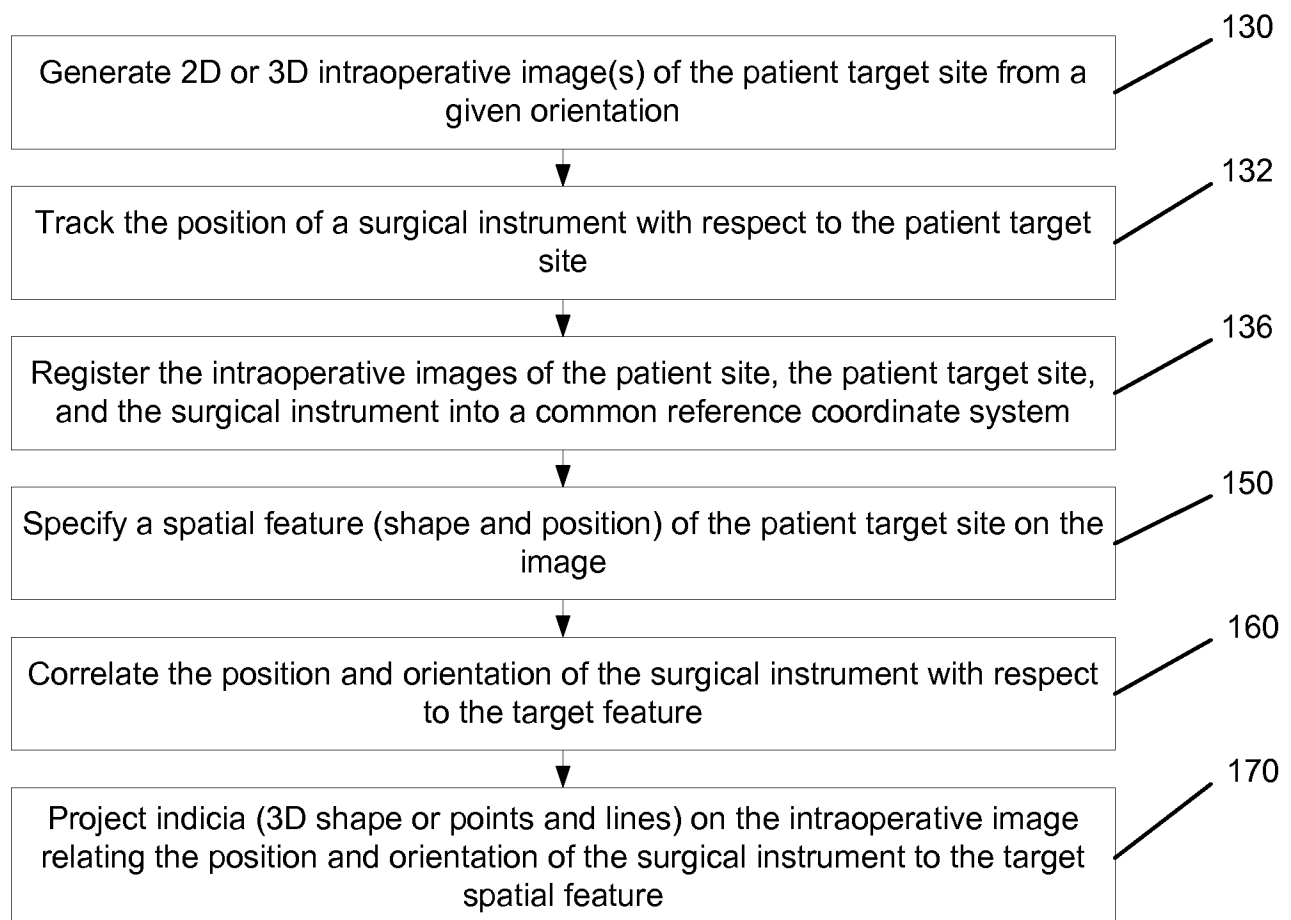 130
Generate 2D or 3D intraoperative image(s) of the patient target site from a
given orientation
132
Track the position of a surgical instrument with respect to the patient target
site
136
Register the intraoperative images of the patient site, the patient target site,
and the surgical instrument into a common reference coordinate system
150
Specify a spatial feature (shape and position) of the patient target site on the
image
160
Correlate the position and orientation of the surgical instrument with respect
to the target feature
170
Project indicia (3D shape or points and lines) on the intraoperative image
relating the position and orientation of the surgical instrument to the target
spatial feature